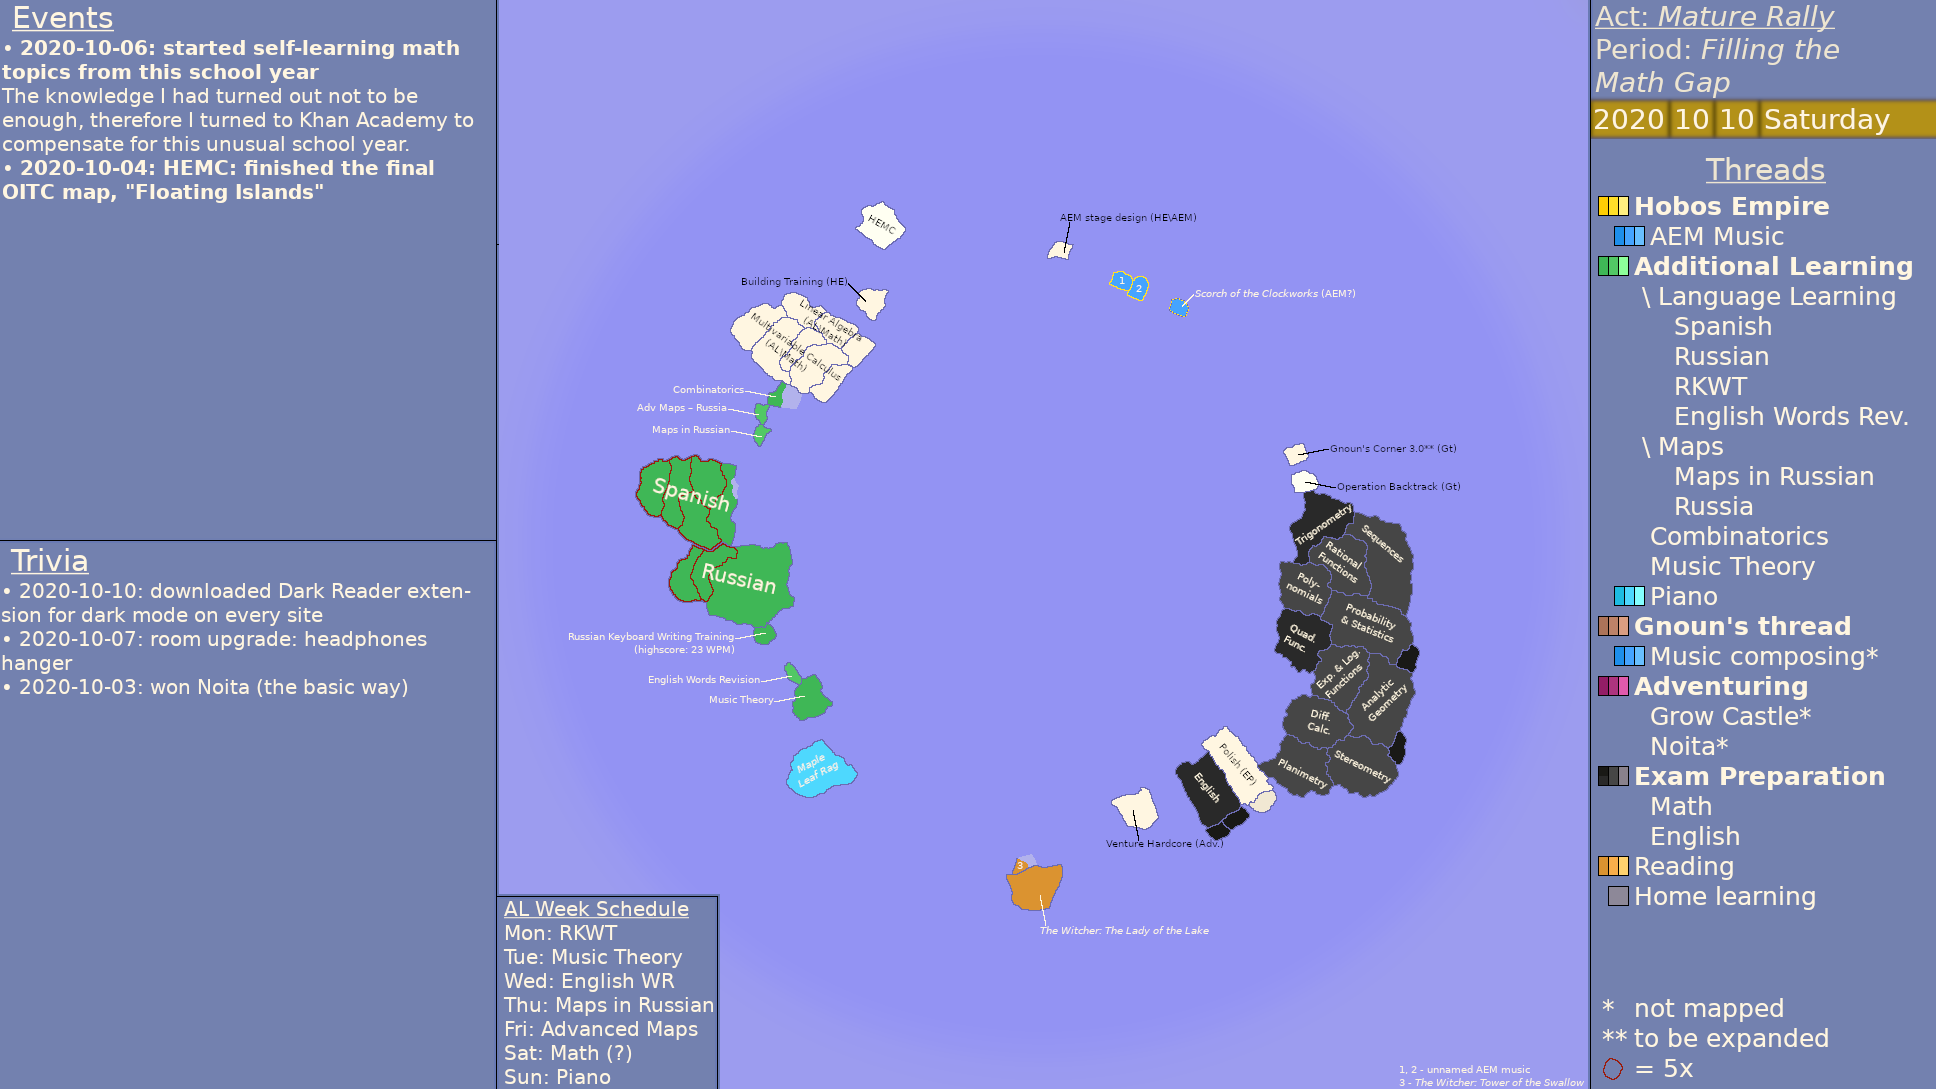 Events
• 2020-10-06: started self-learning math
topics from this school year
The knowledge I had turned out not to be
enough, therefore I turned to Khan Academy to
compensate for this unusual school year.
• 2020-10-04: HEMC: finished the final
OITC map, "Floating Islands"
Trivia
• 2020-10-10: downloaded Dark Reader exten-
sion for dark mode on every site
• 2020-10-07: room upgrade: headphones
hanger
• 2020-10-03: won Noita (the basic way)
HEMC
AEM stage design (HE\AEM)
Building Training (HE)
1
2
Scorch of the Clockworks (AEM?)
Linear Algebra
(AL\Math)
Multivariable Calculus
(AL\Math)
Combinatorics
Adv Maps – Russia
Maps in Russian
Spanish
Russian
Russian Keyboard Writing Training
(highscore: 23 WPM)
English Words Revision
Music Theory
Maple
Leaf Rag
Gnoun's Corner 3.0** (Gt)
Operation Backtrack (Gt)
Trigonometry
Sequences
Rational
Functions
Poly-
nomials
Probability
& Statistics
Quad.
Func.
Exp. & Log.
Functions
Analytic
Geometry
Diff.
Calc.
Planimetry
Stereometry
Polish (EP)
English
Venture Hardcore (Adv.)
3
The Witcher: The Lady of the Lake
AL Week Schedule
Mon: RKWT
Tue: Music Theory
Wed: English WR
Thu: Maps in Russian
Fri: Advanced Maps
Sat: Math (?)
Sun: Piano
1, 2 - unnamed AEM music
3 - The Witcher: Tower of the Swallow
Act: Mature Rally
Period: Filling the
Math Gap
2020 10 10 Saturday
Threads
Hobos Empire
AEM Music
Additional Learning
\ Language Learning
Spanish
Russian
RKWT
English Words Rev.
\ Maps
Maps in Russian
Russia
Combinatorics
Music Theory
Piano
Gnoun's thread
Music composing*
Adventuring
Grow Castle*
Noita*
Exam Preparation
Math
English
Reading
Home learning
* not mapped
** to be expanded
= 5x